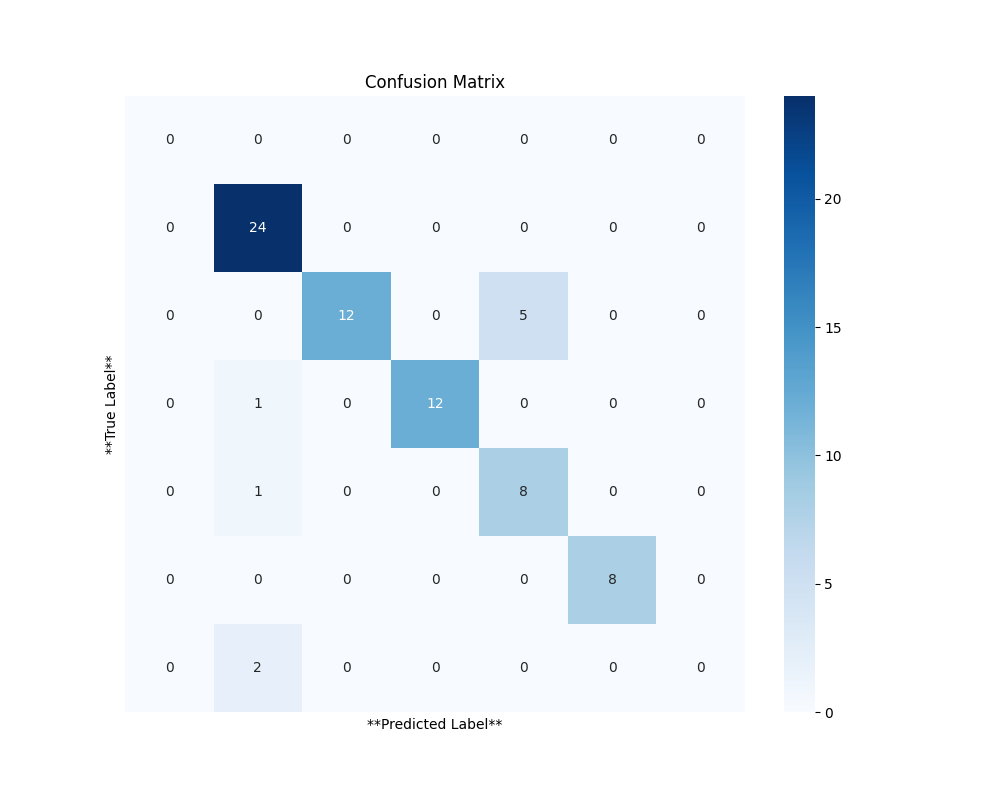 Confusion Matrix
0 0 0 0 0 0 0
0 24 0 0 0 0 0
0 0 12 0 5 0 0
0 1 0 12 0 0 0
0 1 0 0 8 0 0
0 0 0 0 0 8 0
0 2 0 0 0 0 0
**True Label**
**Predicted Label**
20
15
10
5
0